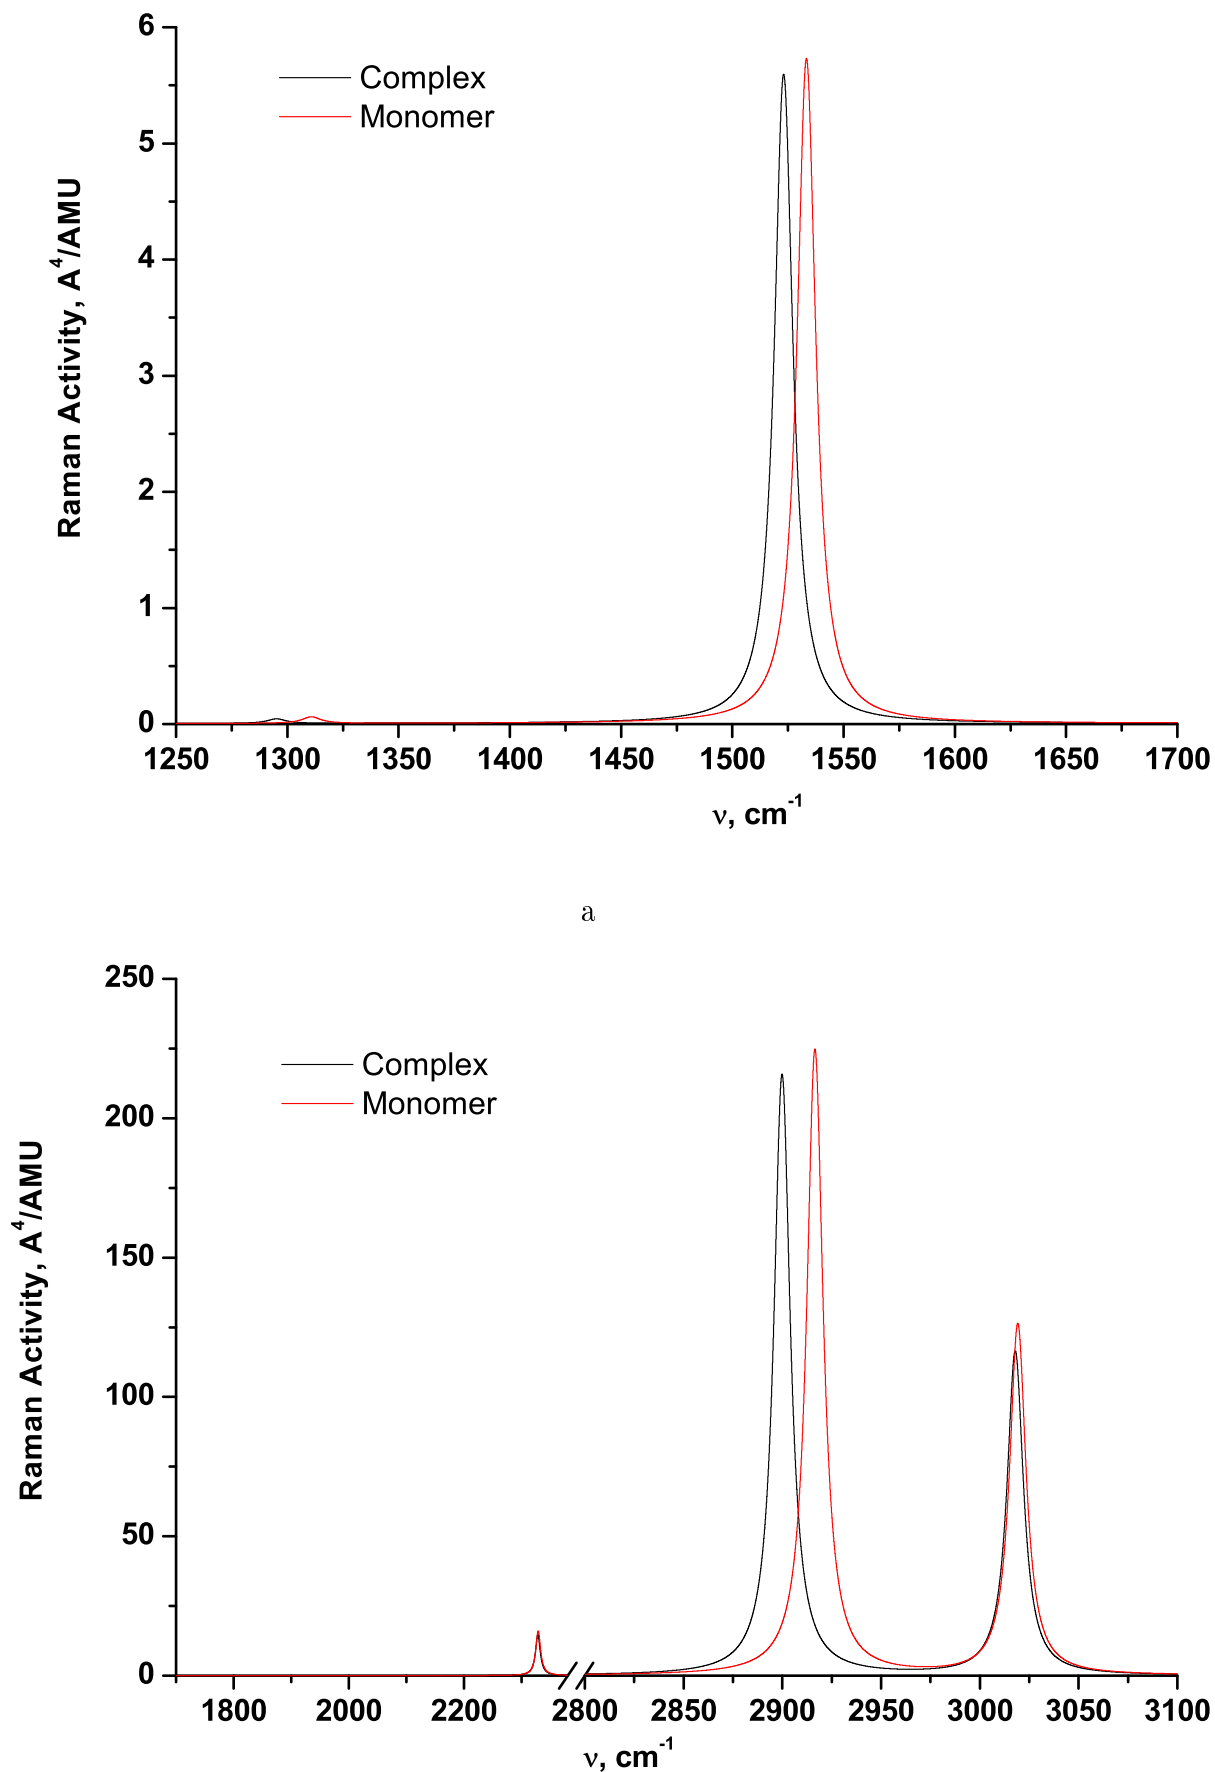 6
Complex
Monomer
5
4
3
2
1
0
Raman Activity, A⁴/AMU
1250 1300 1350 1400 1450 1500 1550 1600 1650 1700
ν, cm⁻¹
a
250
Complex
Monomer
200
150
100
50
0
Raman Activity, A⁴/AMU
1800 2000 2200 2800 2850 2900 2950 3000 3050 3100
ν, cm⁻¹